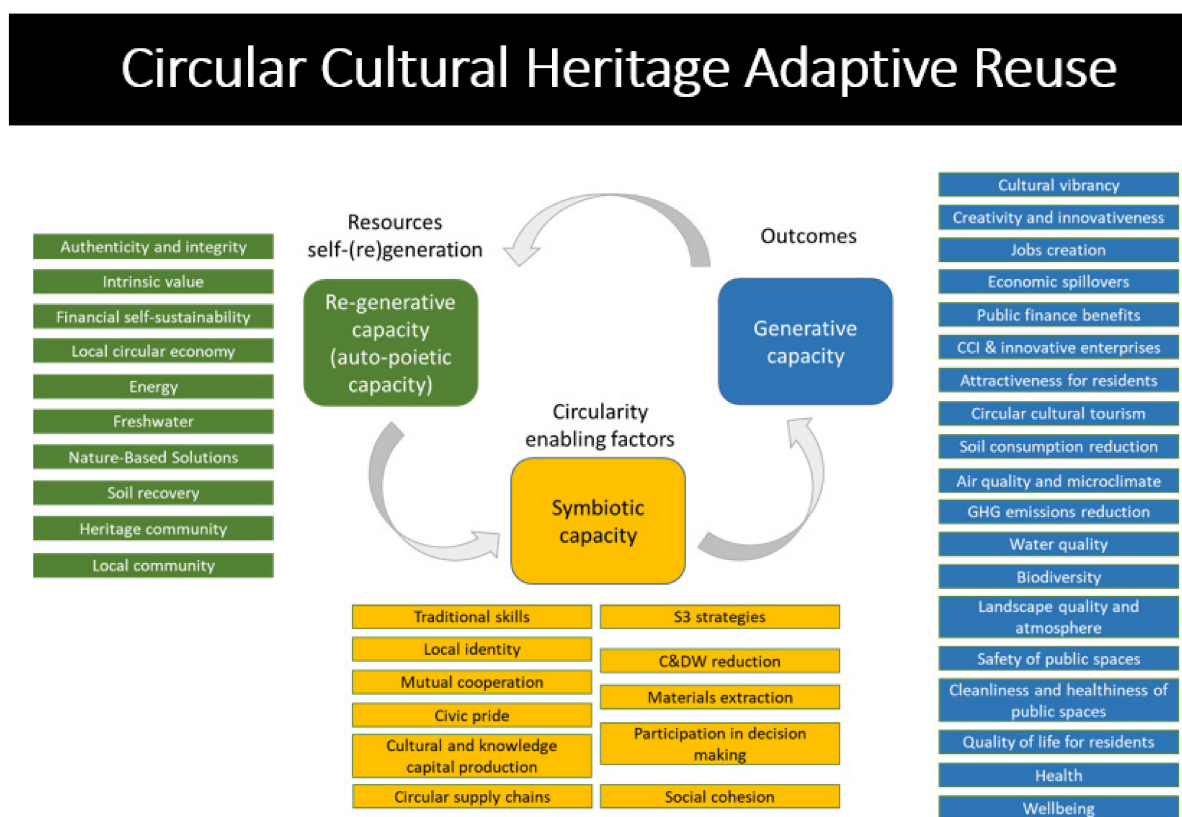 Circular Cultural Heritage Adaptive Reuse
Resources
self-(re)generation
Re-generative
capacity
(auto-poietic
capacity)
Authenticity and integrity
Intrinsic value
Financial self-sustainability
Local circular economy
Energy
Freshwater
Nature-Based Solutions
Soil recovery
Heritage community
Local community
Circularity
enabling factors
Symbiotic
capacity
Traditional skills
Local identity
Mutual cooperation
Civic pride
Cultural and knowledge
capital production
Circular supply chains
S3 strategies
C&DW reduction
Materials extraction
Participation in decision
making
Social cohesion
Outcomes
Generative
capacity
Cultural vibrancy
Creativity and innovativeness
Jobs creation
Economic spillovers
Public finance benefits
CCI & innovative enterprises
Attractiveness for residents
Circular cultural tourism
Soil consumption reduction
Air quality and microclimate
GHG emissions reduction
Water quality
Biodiversity
Landscape quality and
atmosphere
Safety of public spaces
Cleanliness and healthiness of
public spaces
Quality of life for residents
Health
Wellbeing